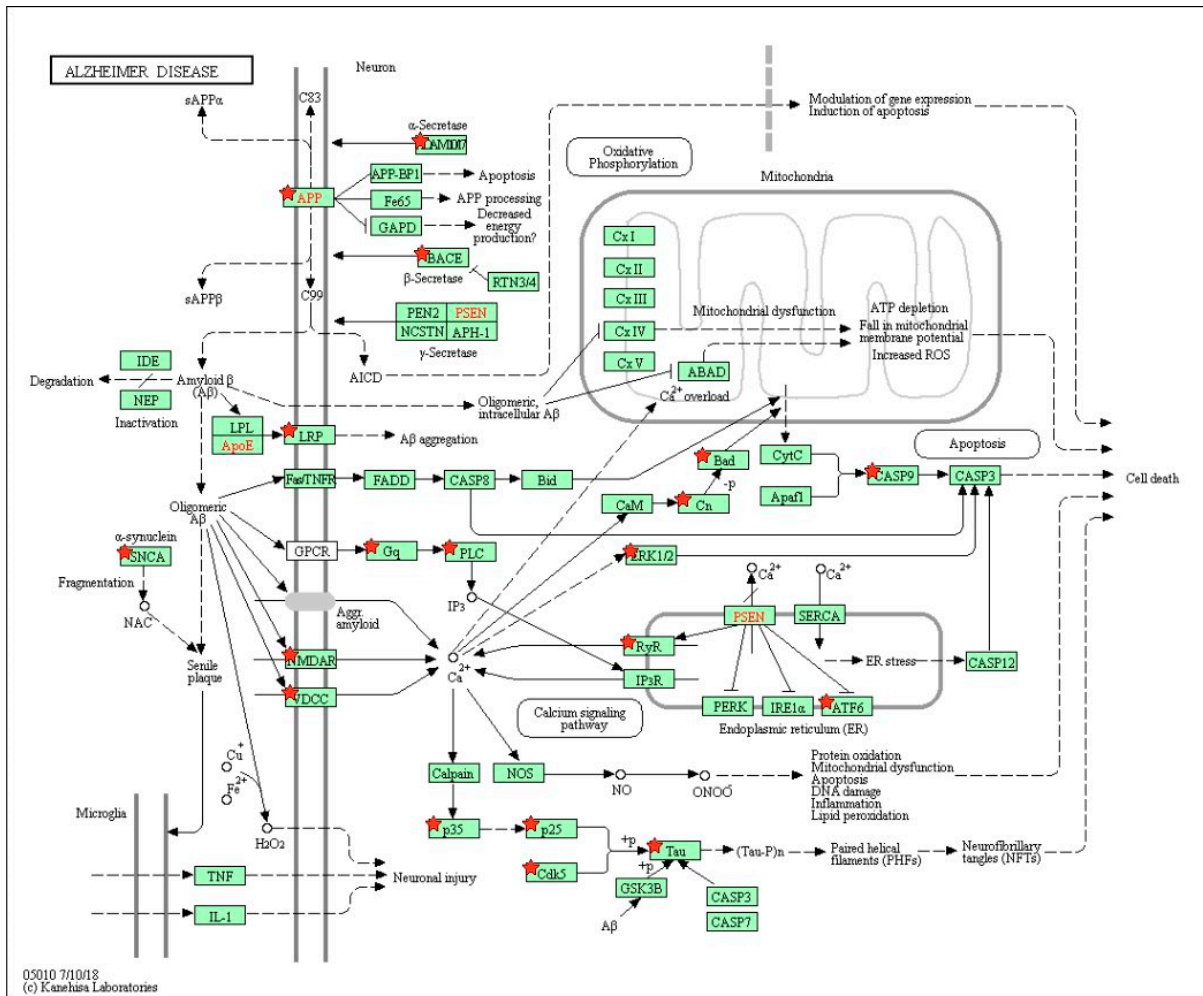 ALZHEIMER DISEASE
Neuron
sAPPα
C83
α-Secretase
Modulation of gene expression
Induction of apoptosis
Oxidative
Phosphorylation
Mitochondria
APP-BP1
Apoptosis
APP
Fe65
APP processing
GAPD
Decreased
energy
production?
BACE
β-Secretase
RTN3/4
sAPPβ
C99
PEN2
PSEN
NCSTN
APH-1
γ-Secretase
AICD
Cx I
Cx II
Cx III
Cx IV
Cx V
Mitochondrial dysfunction
ATP depletion
Fall in mitochondrial
membrane potential
Increased ROS
ABAD
Ca2+ overload
IDE
Degradation
NEP
Inactivation
Amyloid β
(Aβ)
Oligomeric,
intracellular Aβ
LPL
ApoE
LRP
Aβ aggregation
Fas/TNFR
FADD
CASP8
Bid
Bad
-p
CaM
Cn
CytC
Apaf1
CASP9
Apoptosis
CASP3
Cell death
Oligomeric
Aβ
α-synuclein
SNCA
Fragmentation
NAC
GPCR
Gq
PLC
IP3
ERK1/2
Ca2+
Ca2+
Aggr.
amyloid
PSEN
SERCA
Senile
plaque
NMDAR
VDCC
Ca2+
RyR
IP3R
ER stress
CASP12
PERK
IRE1α
ATF6
Endoplasmic reticulum (ER)
Calcium signaling
pathway
Cu+
Fe2+
H2O2
Calpain
NOS
NO
ONOO-
Protein oxidation
Mitochondrial dysfunction
Apoptosis
DNA damage
Inflammation
Lipid peroxidation
Microglia
p35
p25
Cdk5
+p
Tau
+p
GSK3B
Aβ
(Tau-P)n
Paired helical
filaments (PHFs)
Neurofibrillary
tangles (NFTs)
CASP3
CASP7
TNF
IL-1
Neuronal injury
05010 7/10/18
(c) Kanehisa Laboratories